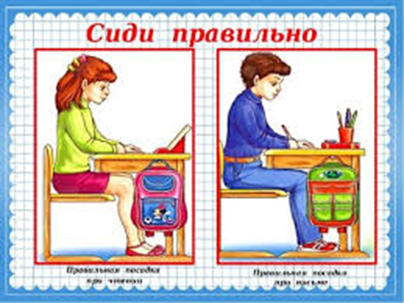 Сиди правильно
Правильная посадка
при чтении
Правильная посадка
при письме